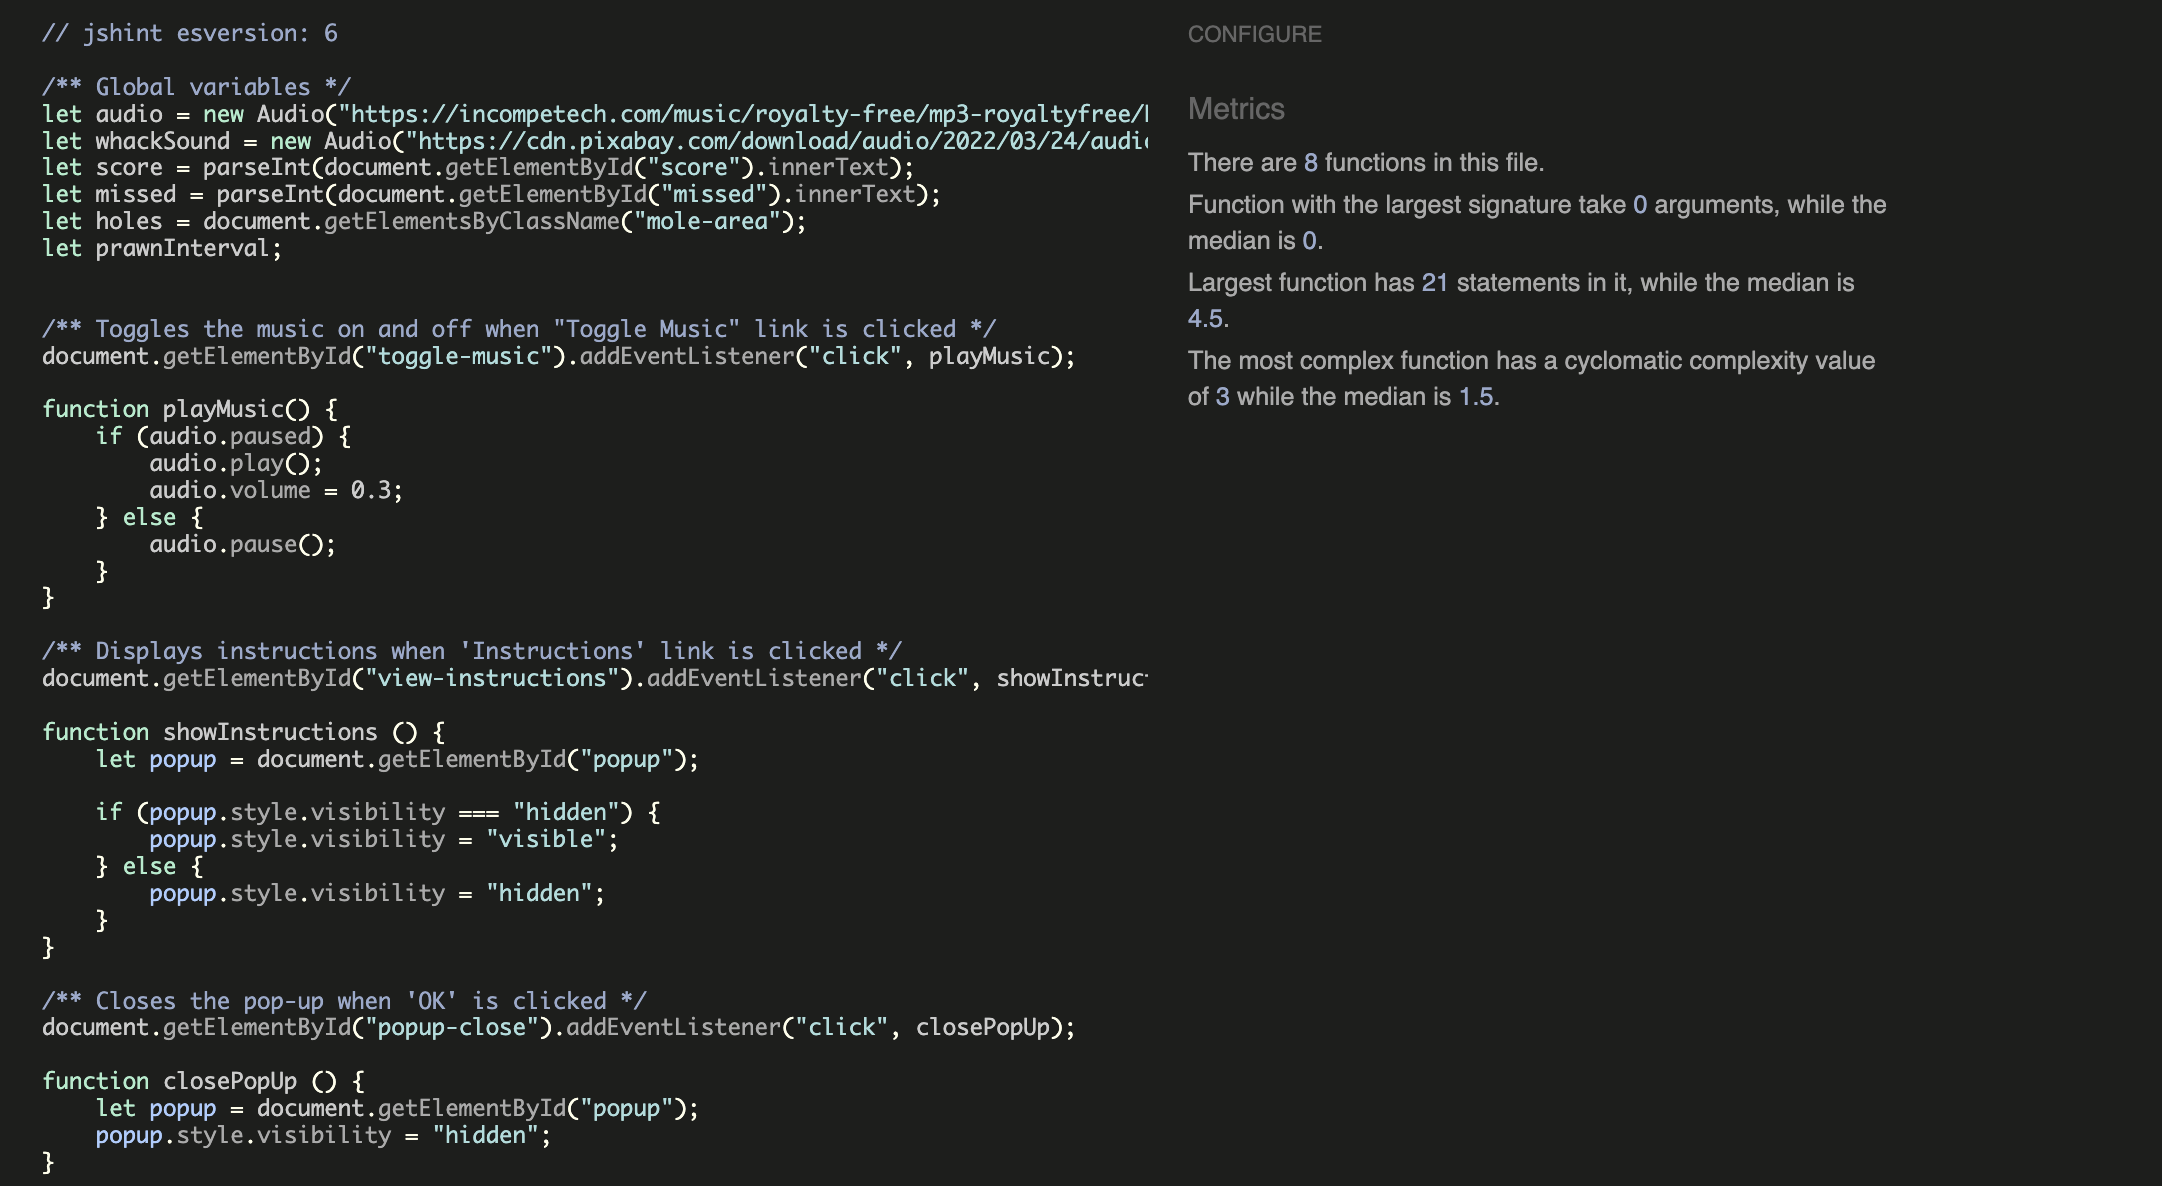 // jshint esversion: 6
/** Global variables */
let audio = new Audio("https://incompetech.com/music/royalty-free/mp3-royaltyfree/
let whackSound = new Audio("https://cdn.pixabay.com/download/audio/2022/03/24/audio
let score = parseInt(document.getElementById("score").innerText);
let missed = parseInt(document.getElementById("missed").innerText);
let holes = document.getElementsByClassName("mole-area");
let prawnInterval;
/** Toggles the music on and off when "Toggle Music" link is clicked */
document.getElementById("toggle-music").addEventListener("click", playMusic);
function playMusic() {
    if (audio.paused) {
        audio.play();
        audio.volume = 0.3;
    } else {
        audio.pause();
    }
}
/** Displays instructions when 'Instructions' link is clicked */
document.getElementById("view-instructions").addEventListener("click", showInstruc
function showInstructions () {
    let popup = document.getElementById("popup");
    if (popup.style.visibility === "hidden") {
        popup.style.visibility = "visible";
    } else {
        popup.style.visibility = "hidden";
    }
}
/** Closes the pop-up when 'OK' is clicked */
document.getElementById("popup-close").addEventListener("click", closePopUp);
function closePopUp () {
    let popup = document.getElementById("popup");
    popup.style.visibility = "hidden";
}
CONFIGURE
Metrics
There are 8 functions in this file.
Function with the largest signature take 0 arguments, while the
median is 0.
Largest function has 21 statements in it, while the median is
4.5.
The most complex function has a cyclomatic complexity value
of 3 while the median is 1.5.